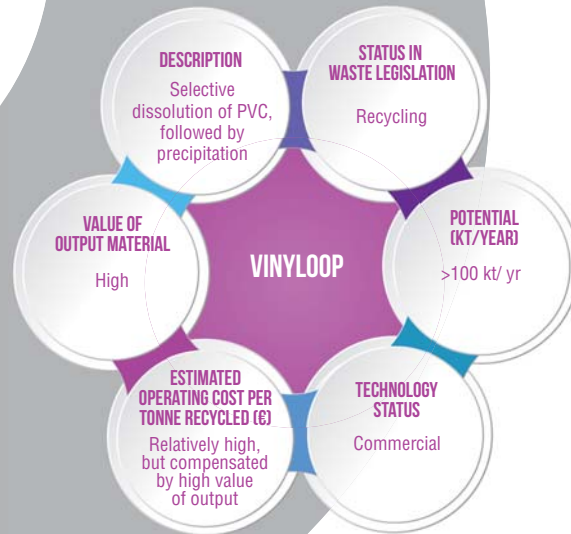 DESCRIPTION
Selective
dissolution of PVC,
followed by
precipitation
STATUS IN
WASTE LEGISLATION
Recycling
VALUE OF
OUTPUT MATERIAL
High
VINYLOOP
POTENTIAL
(KT/YEAR)
>100 kt/ yr
ESTIMATED
OPERATING COST PER
TONNE RECYCLED (€)
Relatively high,
but compensated
by high value
of output
TECHNOLOGY
STATUS
Commercial